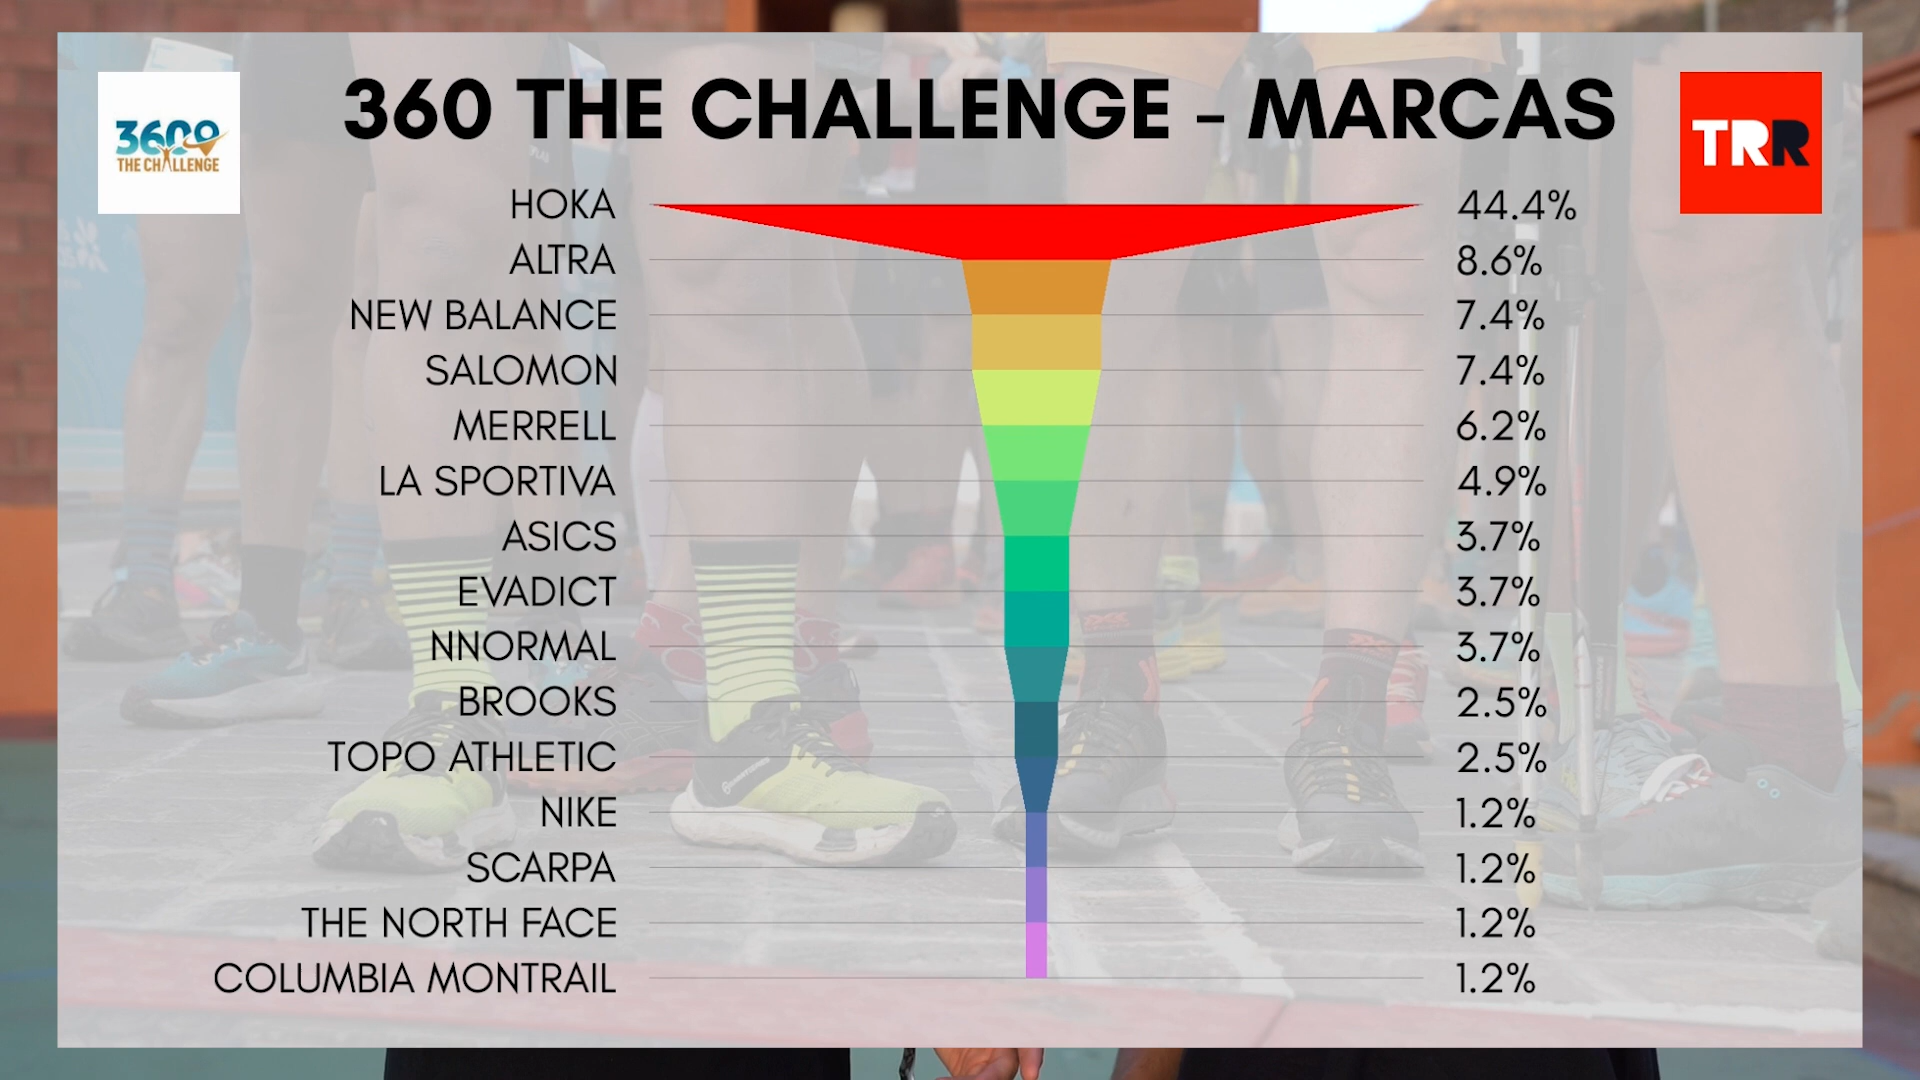 360 THE CHALLENGE - MARCAS
360º
THE CHALLENGE
TRR
HOKA 44.4%
ALTRA 8.6%
NEW BALANCE 7.4%
SALOMON 7.4%
MERRELL 6.2%
LA SPORTIVA 4.9%
ASICS 3.7%
EVADICT 3.7%
NNORMAL 3.7%
BROOKS 2.5%
TOPO ATHLETIC 2.5%
NIKE 1.2%
SCARPA 1.2%
THE NORTH FACE 1.2%
COLUMBIA MONTRAIL 1.2%